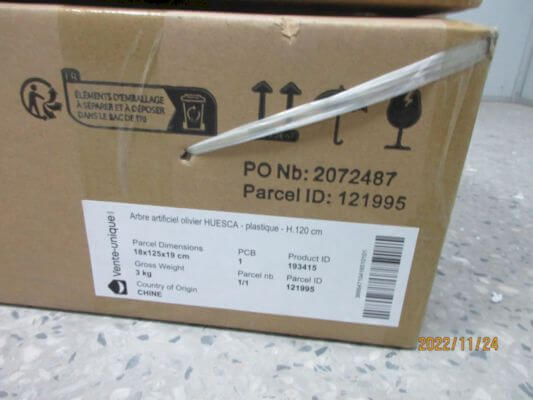 FR
ÉLÉMENTS D'EMBALLAGE
À SÉPARER ET À DÉPOSER
DANS LE BAC DE TRI
PO Nb: 2072487
Parcel ID: 121995
Vente-unique
Arbre artificiel olivier HUESCA - plastique - H.120 cm
Parcel Dimensions
18x125x19 cm
Gross Weight
3 kg
Country of Origin
CHINE
PCB
1
Parcel nb
1/1
Product ID
193415
Parcel ID
121995
2022/11/24